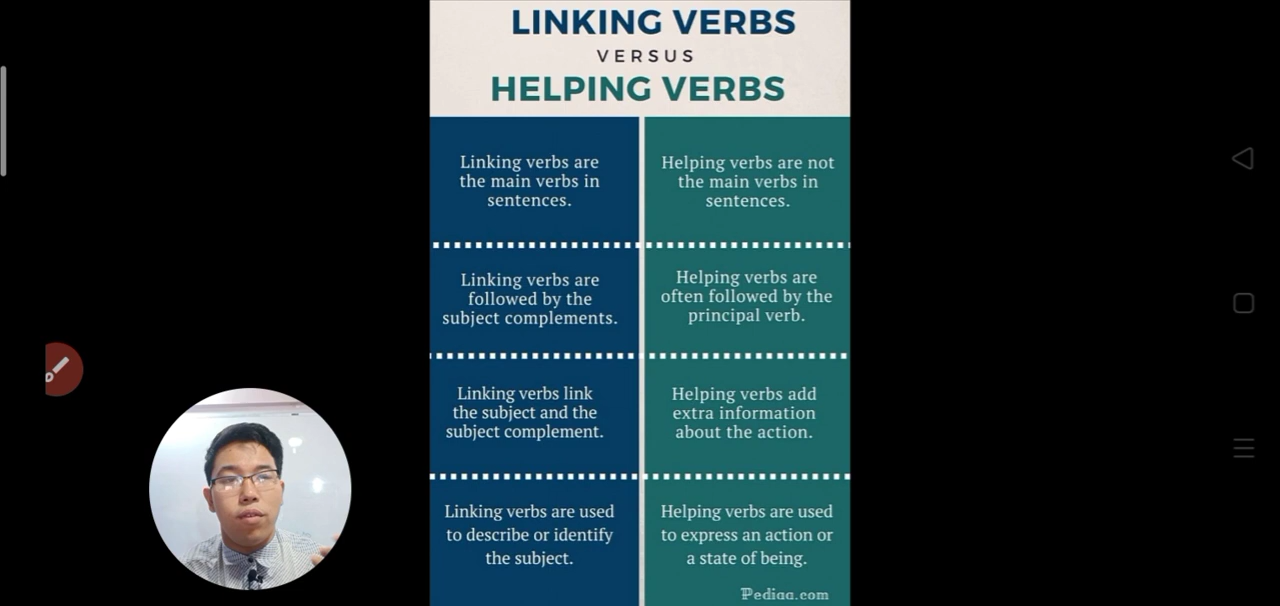 LINKING VERBS
VERSUS
HELPING VERBS
Linking verbs are
the main verbs in
sentences.
Helping verbs are not
the main verbs in
sentences.
Linking verbs are
followed by the
subject complements.
Helping verbs are
often followed by the
principal verb.
Linking verbs link
the subject and the
subject complement.
Helping verbs add
extra information
about the action.
Linking verbs are used
to describe or identify
the subject.
Helping verbs are used
to express an action or
a state of being.
Pediaa.com